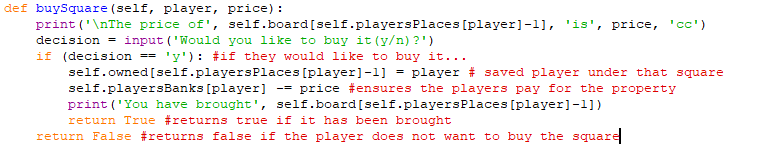 def buySquare(self, player, price):
    print('\nThe price of', self.board[self.playersPlaces[player]-1], 'is', price, 'cc')
    decision = input('Would you like to buy it(y/n)?')
    if (decision == 'y'): #if they would like to buy it...
        self.owned[self.playersPlaces[player]-1] = player # saved player under that square
        self.playersBanks[player] -= price #ensures the players pay for the property
        print('You have brought', self.board[self.playersPlaces[player]-1])
        return True #returns true if it has been brought
    return False #returns false if the player does not want to buy the square